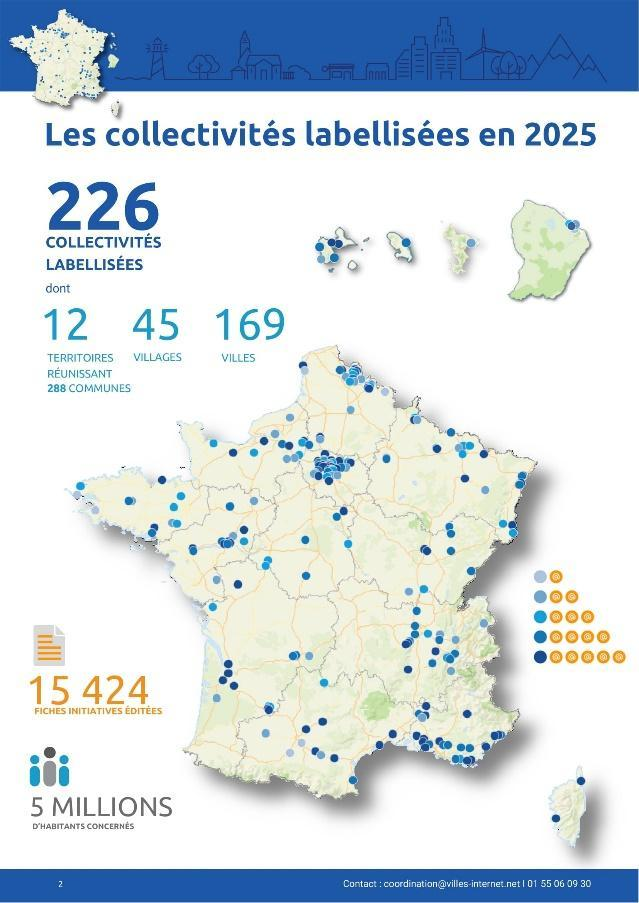 Les collectivités labellisées en 2025
226
COLLECTIVITÉS
LABELLISÉES
dont
12 45 169
TERRITOIRES VILLAGES VILLES
RÉUNISSANT
288 COMMUNES
@
@ @
@ @ @
@ @ @ @
@ @ @ @ @
15 424
FICHES INITIATIVES ÉDITÉES
5 MILLIONS
D'HABITANTS CONCERNÉS
2
Contact : coordination@villes-internet.net I 01 55 06 09 30